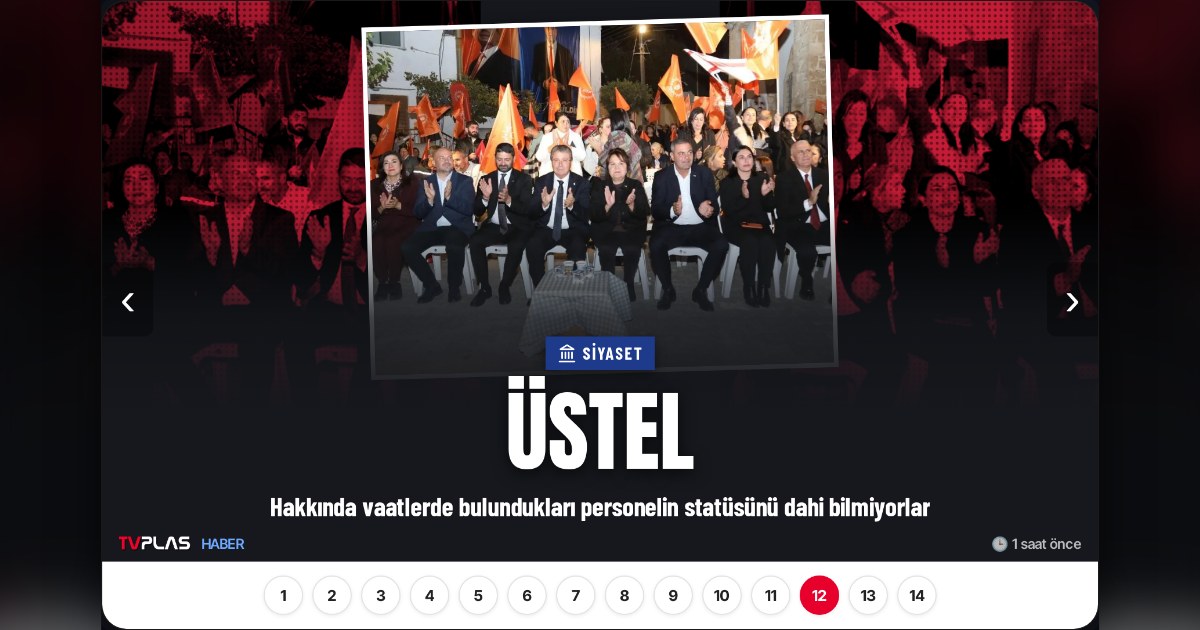 SİYASET
ÜSTEL
Hakkında vaatlerde bulundukları personelin statüsünü dahi bilmiyorlar
TVPLAS HABER
1 saat önce
1 2 3 4 5 6 7 8 9 10 11 12 13 14